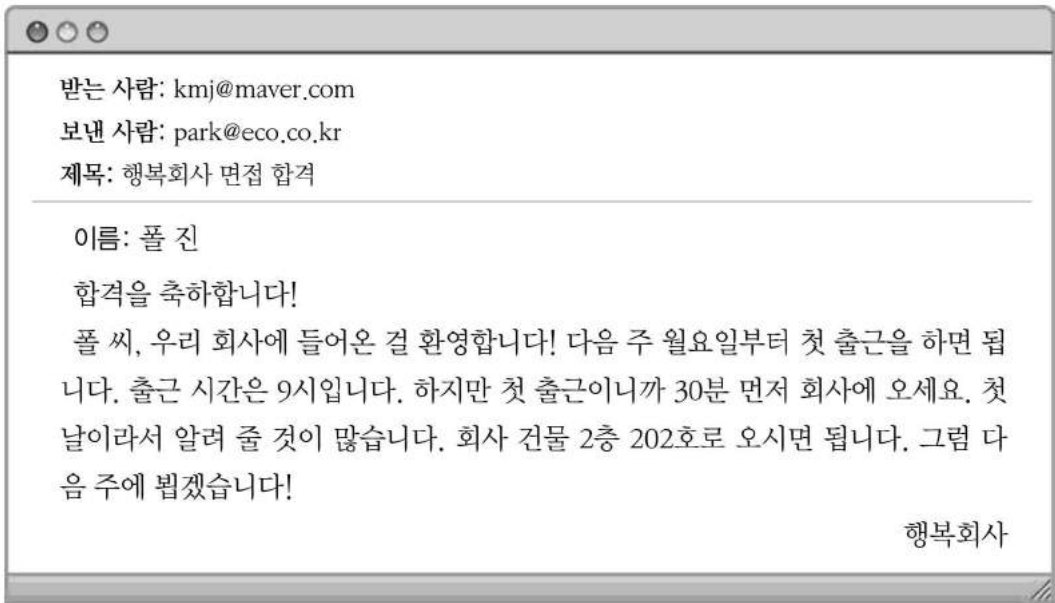 받는 사람: kmj@maver.com
보낸 사람: park@eco.co.kr
제목: 행복회사 면접 합격
이름: 폴 진
합격을 축하합니다!
폴 씨, 우리 회사에 들어온 걸 환영합니다! 다음 주 월요일부터 첫 출근을 하면 됩
니다. 출근 시간은 9시입니다. 하지만 첫 출근이니까 30분 먼저 회사에 오세요. 첫
날이라서 알려 줄 것이 많습니다. 회사 건물 2층 202호로 오시면 됩니다. 그럼 다
음 주에 뵙겠습니다!
행복회사